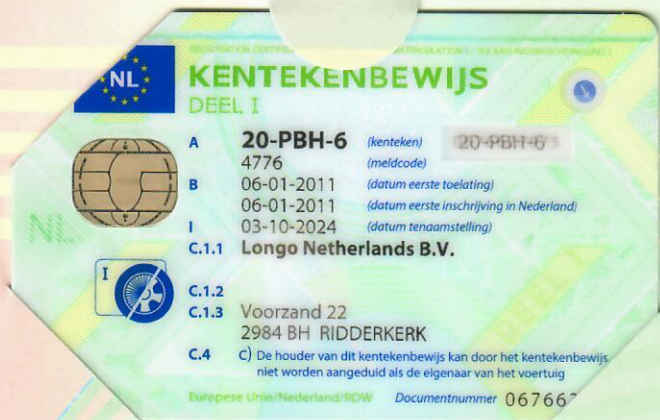 NL
KENTEKENBEWIJS
DEEL I
A 20-PBH-6 (kenteken) 20-PBH-6
4776 (meldcode)
B 06-01-2011 (datum eerste toelating)
06-01-2011 (datum eerste inschrijving in Nederland)
I 03-10-2024 (datum tenaamstelling)
C.1.1 Longo Netherlands B.V.
NL
I
C.1.2
C.1.3 Voorzand 22
2984 BH RIDDERKERK
C.4 C) De houder van dit kentekenbewijs kan door het kentekenbewijs
niet worden aangeduid als de eigenaar van het voertuig
Europese Unie/Nederland/RDW Documentnummer